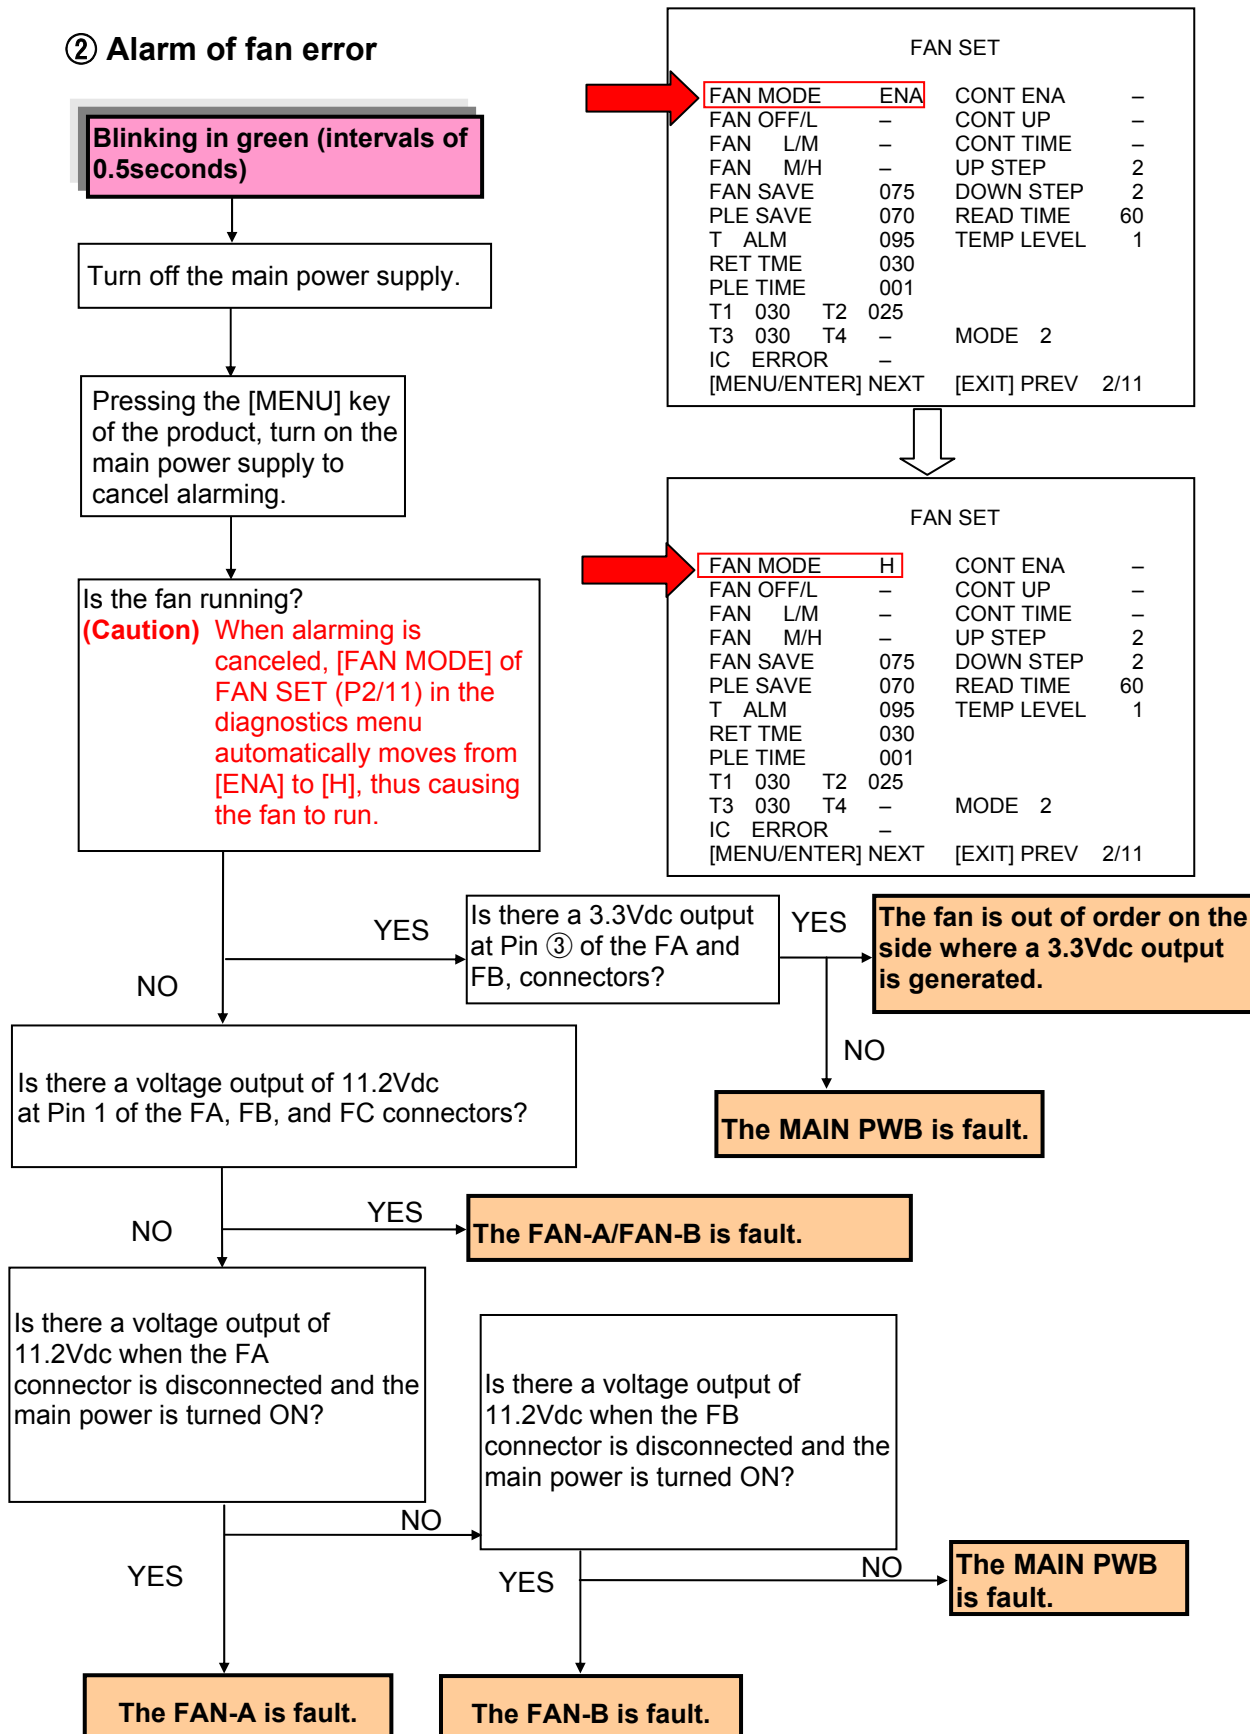 ② Alarm of fan error
Blinking in green (intervals of
0.5seconds)
Turn off the main power supply.
Pressing the [MENU] key
of the product, turn on the
main power supply to
cancel alarming.
Is the fan running?
(Caution) When alarming is
canceled, [FAN MODE] of
FAN SET (P2/11) in the
diagnostics menu
automatically moves from
[ENA] to [H], thus causing
the fan to run.
FAN SET
FAN MODE ENA CONT ENA –
FAN OFF/L – CONT UP –
FAN L/M – CONT TIME –
FAN M/H – UP STEP 2
FAN SAVE 075 DOWN STEP 2
PLE SAVE 070 READ TIME 60
T ALM 095 TEMP LEVEL 1
RET TME 030
PLE TIME 001
T1 030 T2 025
T3 030 T4 – MODE 2
IC ERROR –
[MENU/ENTER] NEXT [EXIT] PREV 2/11
FAN SET
FAN MODE H CONT ENA –
FAN OFF/L – CONT UP –
FAN L/M – CONT TIME –
FAN M/H – UP STEP 2
FAN SAVE 075 DOWN STEP 2
PLE SAVE 070 READ TIME 60
T ALM 095 TEMP LEVEL 1
RET TME 030
PLE TIME 001
T1 030 T2 025
T3 030 T4 – MODE 2
IC ERROR –
[MENU/ENTER] NEXT [EXIT] PREV 2/11
YES
Is there a 3.3Vdc output
at Pin ③ of the FA and
FB, connectors?
YES
The fan is out of order on the
side where a 3.3Vdc output
is generated.
NO
NO
The MAIN PWB is fault.
Is there a voltage output of 11.2Vdc
at Pin 1 of the FA, FB, and FC connectors?
YES
NO
The FAN-A/FAN-B is fault.
Is there a voltage output of
11.2Vdc when the FA
connector is disconnected and the
main power is turned ON?
Is there a voltage output of
11.2Vdc when the FB
connector is disconnected and the
main power is turned ON?
NO
YES
YES
NO
The MAIN PWB
is fault.
The FAN-A is fault.
The FAN-B is fault.